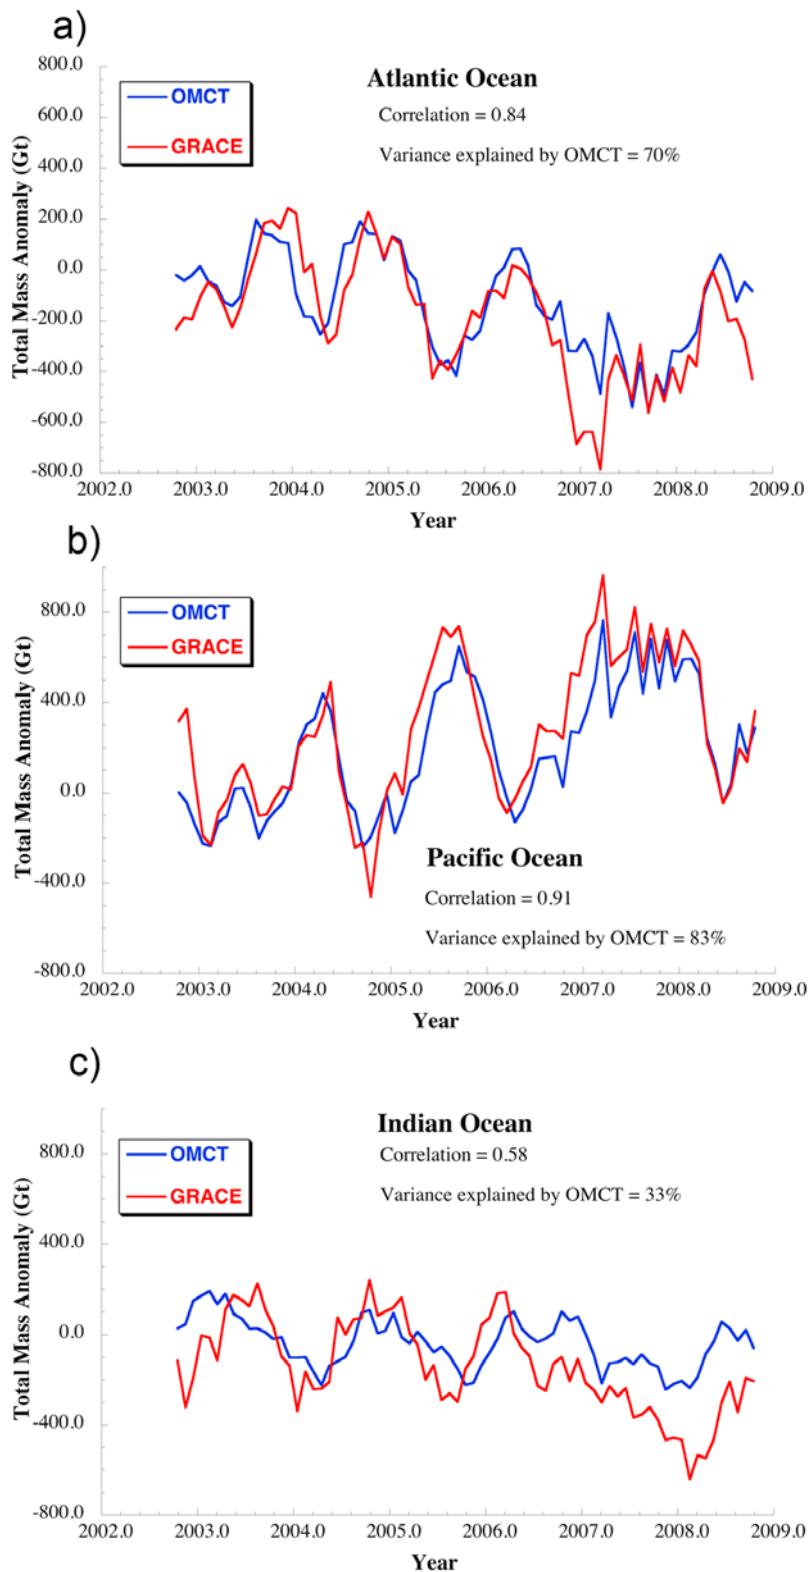 a)
Atlantic Ocean
Correlation = 0.84
Variance explained by OMCT = 70%
OMCT
GRACE
Total Mass Anomaly (Gt)
800.0
600.0
400.0
200.0
0.0
-200.0
-400.0
-600.0
-800.0
2002.0 2003.0 2004.0 2005.0 2006.0 2007.0 2008.0 2009.0
Year
b)
OMCT
GRACE
Total Mass Anomaly (Gt)
800.0
400.0
0.0
-400.0
-800.0
Pacific Ocean
Correlation = 0.91
Variance explained by OMCT = 83%
2002.0 2003.0 2004.0 2005.0 2006.0 2007.0 2008.0 2009.0
Year
c)
Indian Ocean
Correlation = 0.58
Variance explained by OMCT = 33%
OMCT
GRACE
Total Mass Anomaly (Gt)
800.0
400.0
0.0
-400.0
-800.0
2002.0 2003.0 2004.0 2005.0 2006.0 2007.0 2008.0 2009.0
Year